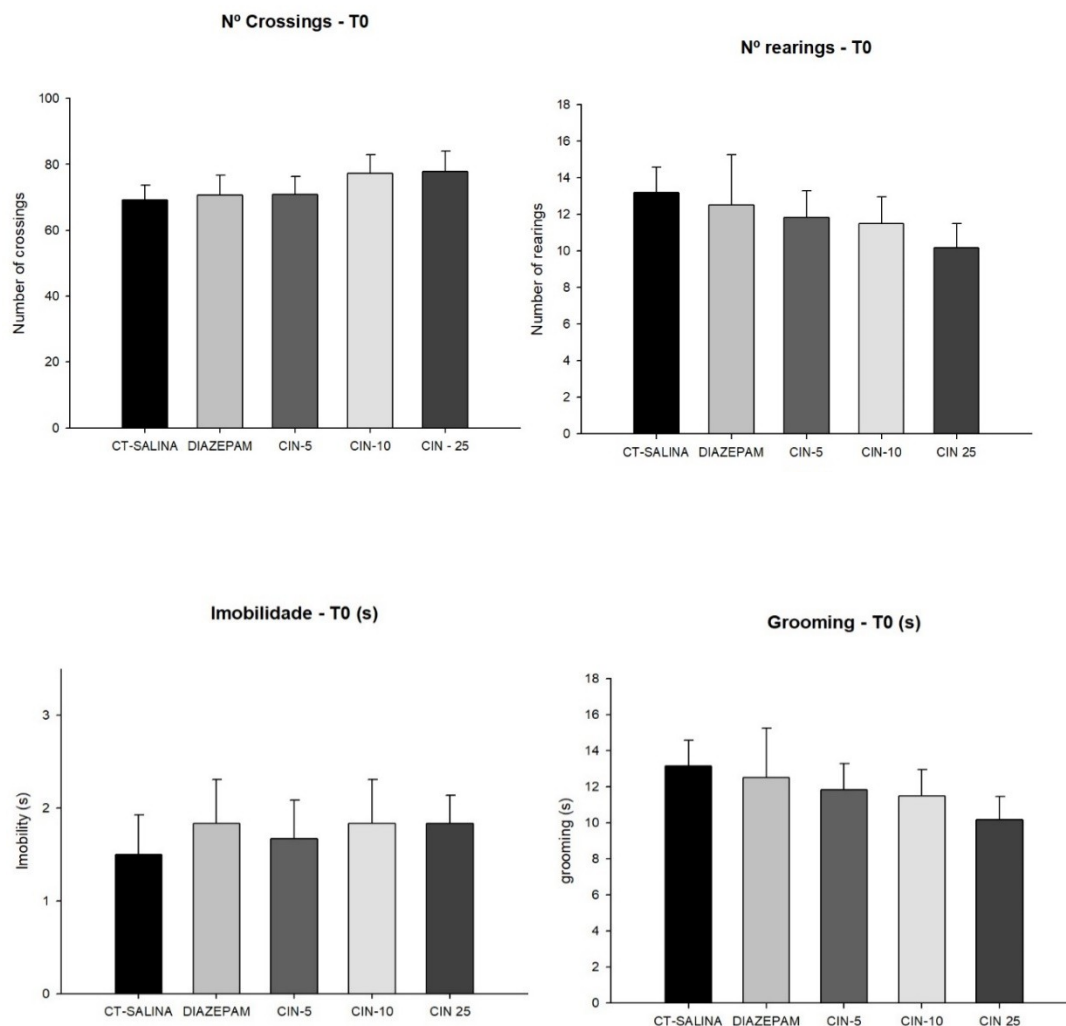 Nº Crossings - T0
Number of crossings
100
80
60
40
20
0
CT-SALINA DIAZEPAM CIN-5 CIN-10 CIN - 25
Nº rearings - T0
Number of rearings
18
16
14
12
10
8
6
4
2
0
CT-SALINA DIAZEPAM CIN-5 CIN-10 CIN 25
Imobilidade - T0 (s)
Imobility (s)
3
2
1
0
CT-SALINA DIAZEPAM CIN-5 CIN-10 CIN 25
Grooming - T0 (s)
grooming (s)
18
16
14
12
10
8
6
4
2
0
CT-SALINA DIAZEPAM CIN-5 CIN-10 CIN 25